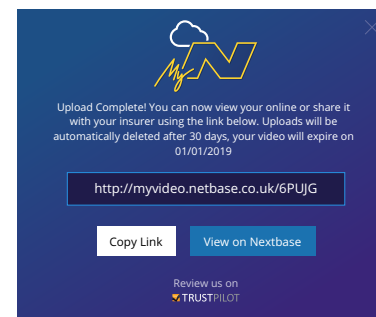 My N
Upload Complete! You can now view your online or share it
with your insurer using the link below. Uploads will be
automatically deleted after 30 days, your video will expire on
01/01/2019
http://myvideo.netbase.co.uk/6PUJG
Copy Link View on Nextbase
Review us on
TRUSTPILOT